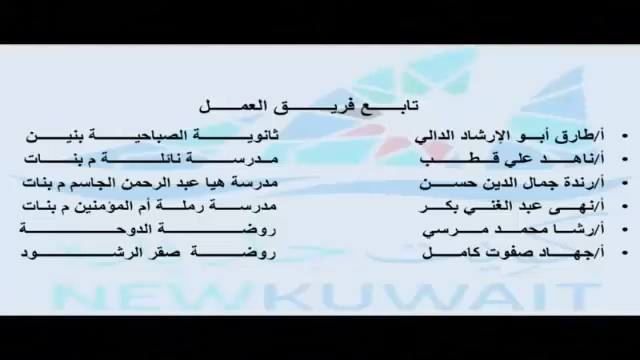 تابع فريق العمل
• أ/طارق أبو الإرشاد الدالي ثانوية الصباحية بنين
• أ/ناهد علي قطب مدرسة نائلة م بنات
• أ/رندة جمال الدين حسن مدرسة هيا عبد الرحمن الجاسم م بنات
• أ/نهى عبد الغني بكر مدرسة رملة أم المؤمنين م بنات
• أ/رشا محمد مرسي روضة الدوحة
• أ/جهاد صفوت كامل روضة صقر الرشود
NEWKUWAIT